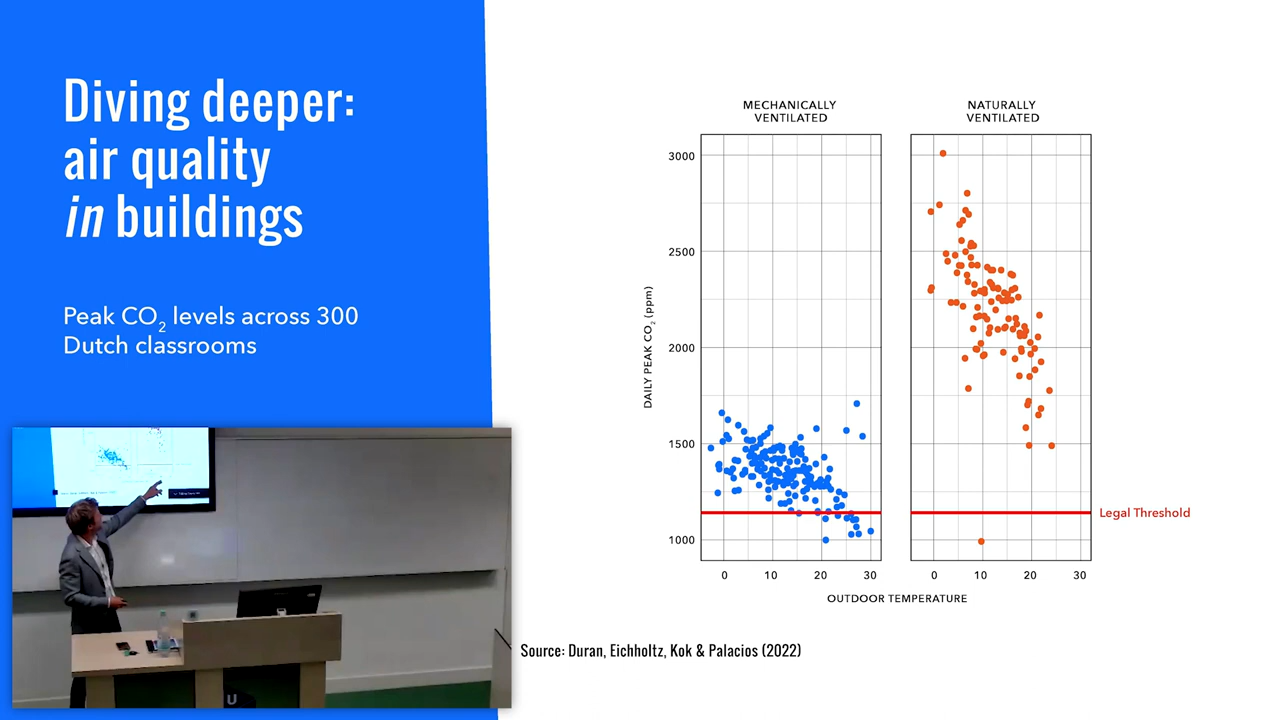 Diving deeper:
air quality
in buildings
Peak CO2 levels across 300
Dutch classrooms
MECHANICALLY
VENTILATED
NATURALLY
VENTILATED
3000
2500
2000
1500
1000
DAILY PEAK CO2 (ppm)
Legal Threshold
0 10 20 30
0 10 20 30
OUTDOOR TEMPERATURE
Source: Duran, Eichholtz, Kok & Palacios (2022)
U